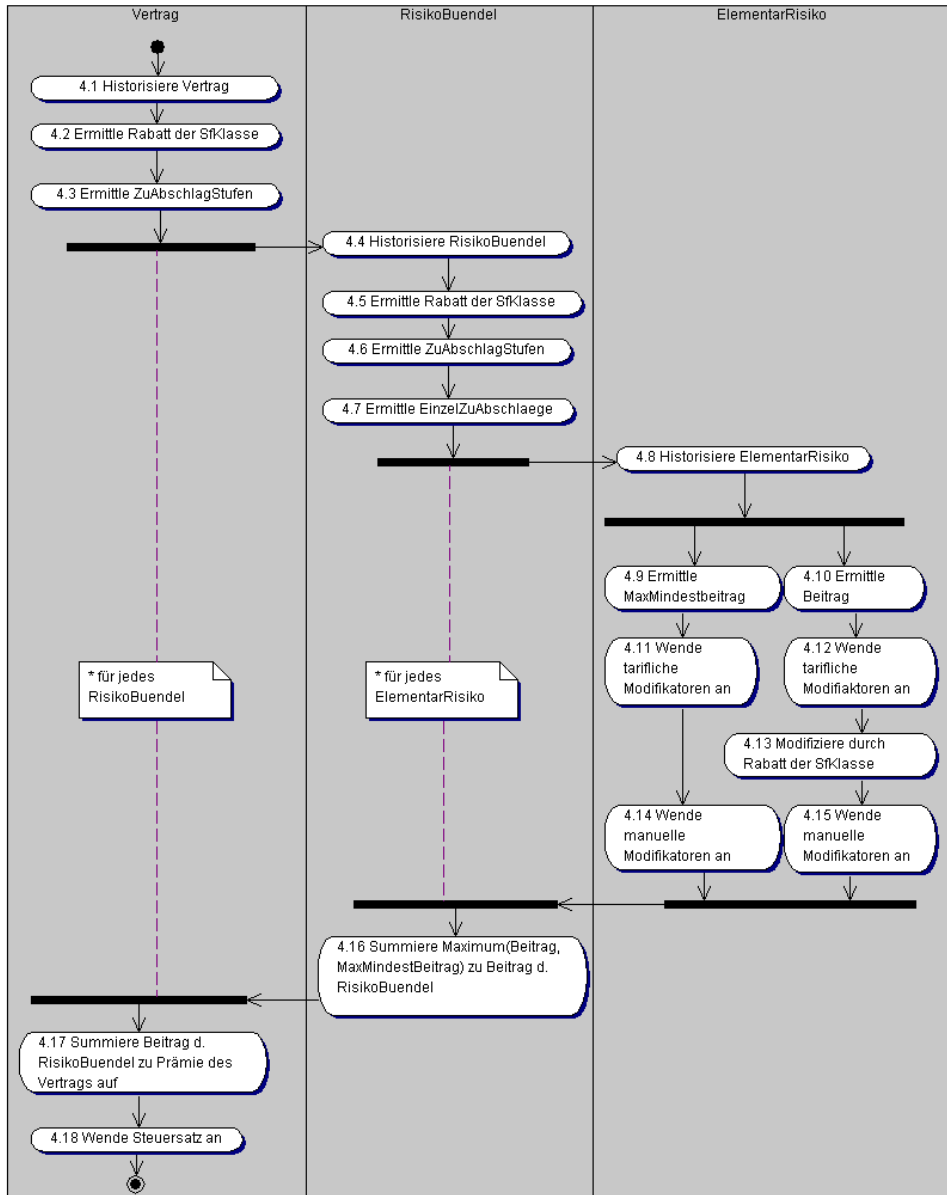 Vertrag
RisikoBuendel
ElementarRisiko
4.1 Historisiere Vertrag
4.2 Ermittle Rabatt der SfKlasse
4.3 Ermittle ZuAbschlagStufen
4.4 Historisiere RisikoBuendel
4.5 Ermittle Rabatt der SfKlasse
4.6 Ermittle ZuAbschlagStufen
4.7 Ermittle EinzelZuAbschlaege
4.8 Historisiere ElementarRisiko
4.9 Ermittle
MaxMindestbeitrag
4.10 Ermittle
Beitrag
4.11 Wende
tarifliche
Modifikatoren an
4.12 Wende
tarifliche
Modifiaktoren an
* für jedes
RisikoBuendel
* für jedes
ElementarRisiko
4.13 Modifiziere durch
Rabatt der SfKlasse
4.14 Wende
manuelle
Modifikatoren an
4.15 Wende
manuelle
Modifikatoren an
4.16 Summiere Maximum(Beitrag,
MaxMindestBeitrag) zu Beitrag d.
RisikoBuendel
4.17 Summiere Beitrag d.
RisikoBuendel zu Prämie des
Vertrags auf
4.18 Wende Steuersatz an